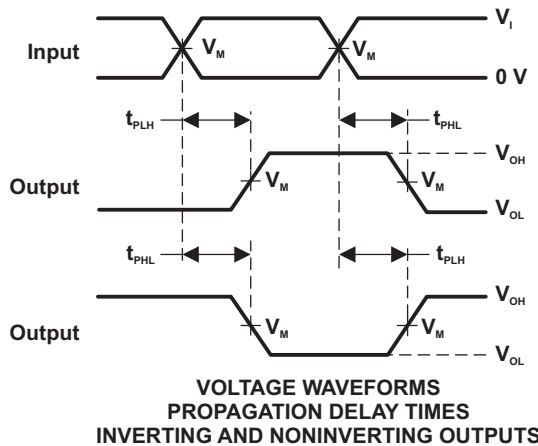 V_I
Input
V_M
V_M
0 V
t_PLH
t_PHL
V_OH
Output
V_M
V_M
V_OL
t_PHL
t_PLH
V_OH
Output
V_M
V_M
V_OL
VOLTAGE WAVEFORMS
PROPAGATION DELAY TIMES
INVERTING AND NONINVERTING OUTPUTS